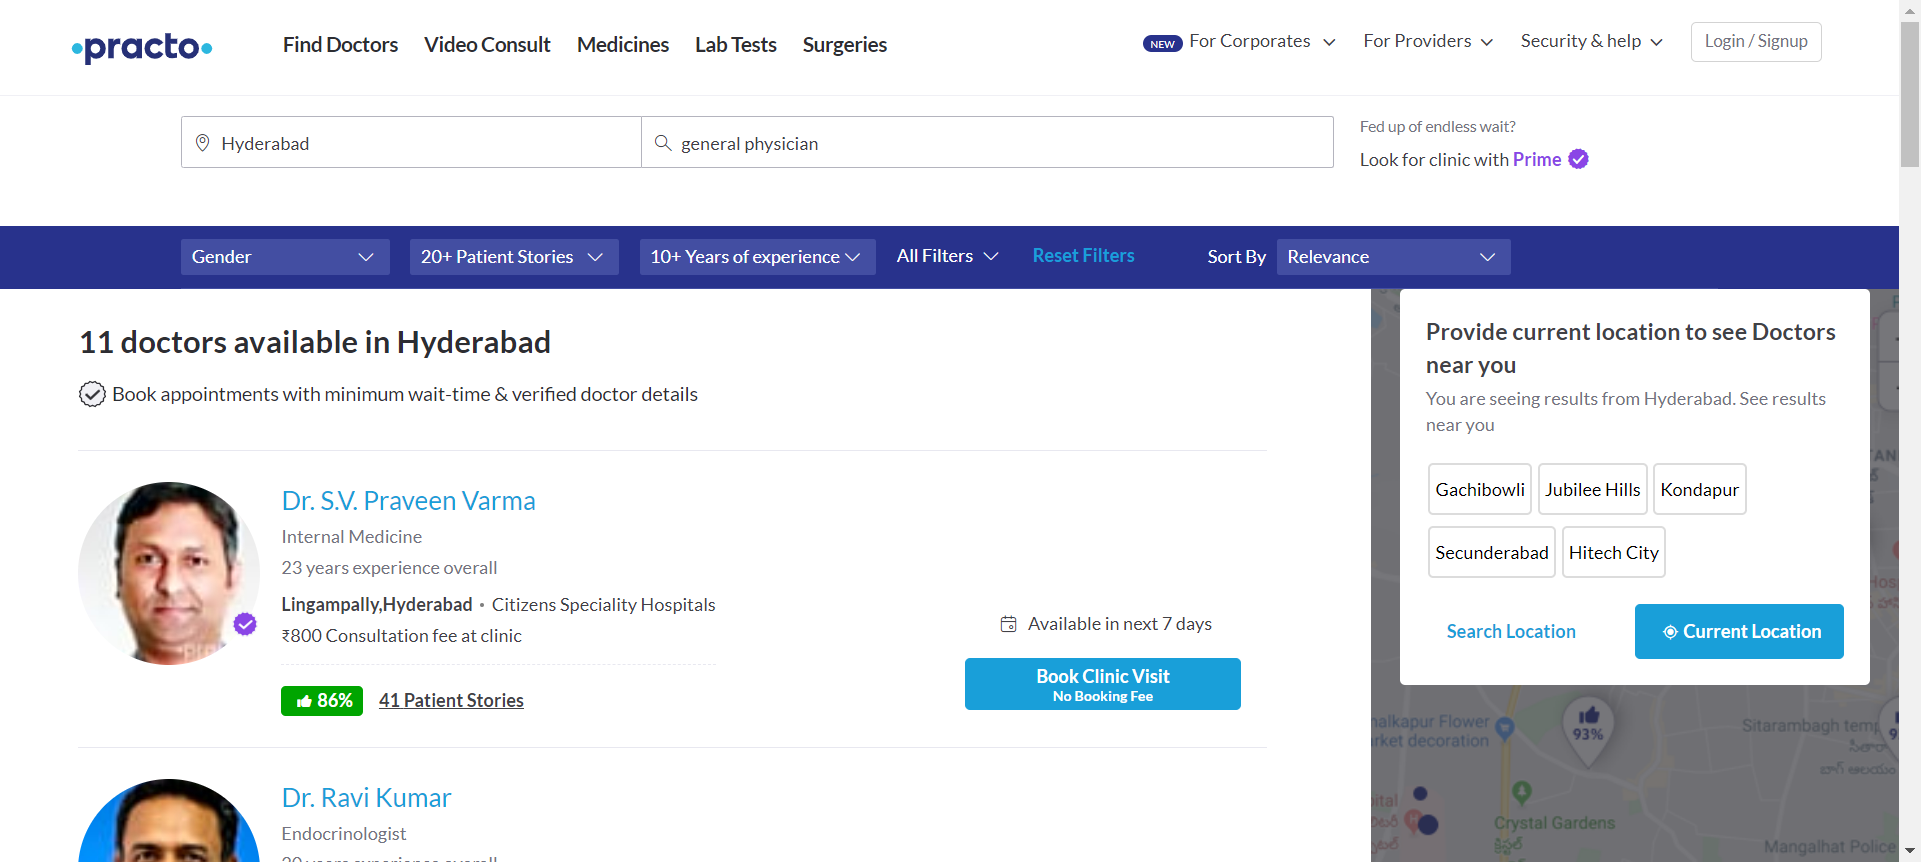 practo
Find Doctors
Video Consult
Medicines
Lab Tests
Surgeries
NEW For Corporates
For Providers
Security & help
Login / Signup
Hyderabad
general physician
Fed up of endless wait?
Look for clinic with Prime
Gender
20+ Patient Stories
10+ Years of experience
All Filters
Reset Filters
Sort By
Relevance
11 doctors available in Hyderabad
Book appointments with minimum wait-time & verified doctor details
Dr. S.V. Praveen Varma
Internal Medicine
23 years experience overall
Lingampally,Hyderabad • Citizens Speciality Hospitals
₹800 Consultation fee at clinic
86%
41 Patient Stories
Available in next 7 days
Book Clinic Visit
No Booking Fee
Dr. Ravi Kumar
Endocrinologist
Provide current location to see Doctors
near you
You are seeing results from Hyderabad. See results
near you
Gachibowli
Jubilee Hills
Kondapur
Secunderabad
Hitech City
Search Location
Current Location
Flower
decoration
93%
Sitarambagh
Crystal Gardens
Mangalhat Police